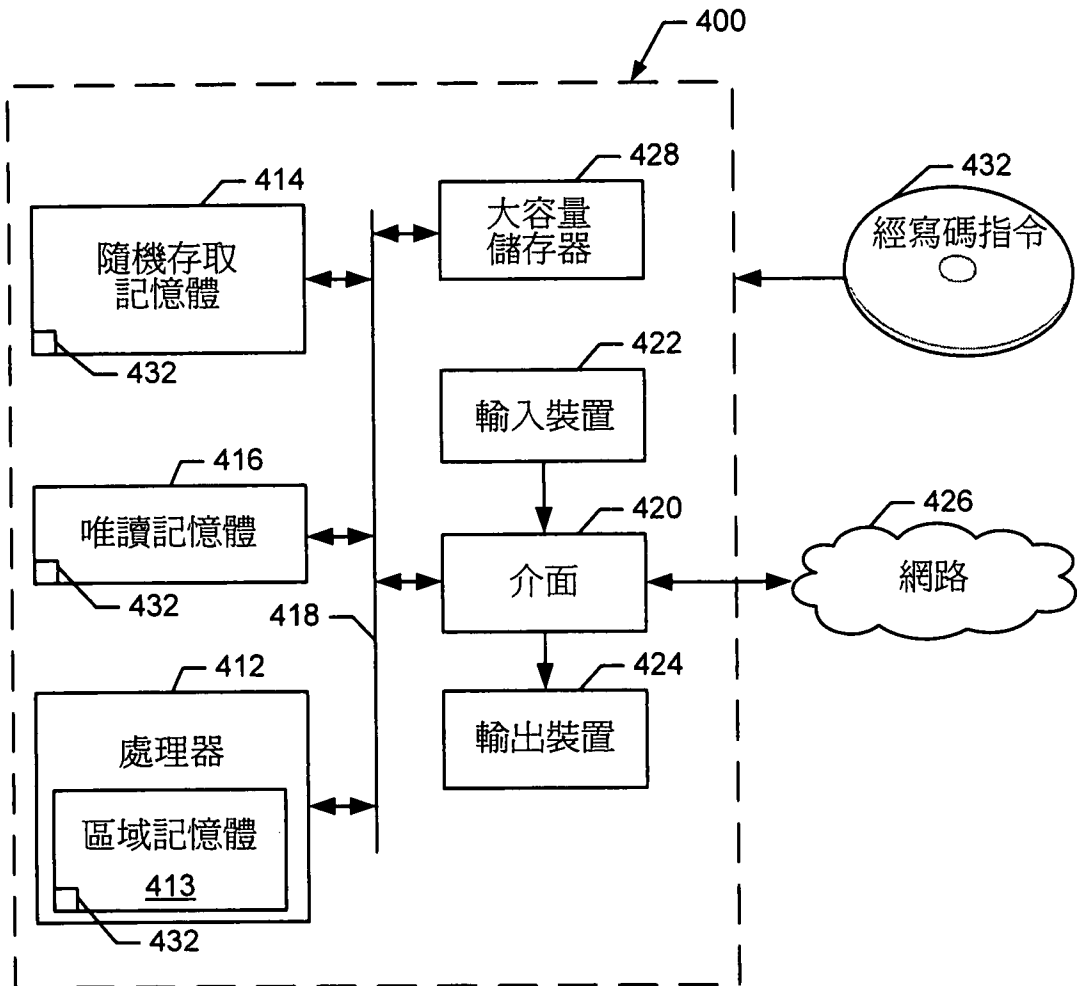 400
414
隨機存取
記憶體
432
428
大容量
儲存器
432
經寫碼指令
422
輸入裝置
416
唯讀記憶體
432
418
420
介面
426
網路
412
處理器
區域記憶體
413
432
424
輸出裝置